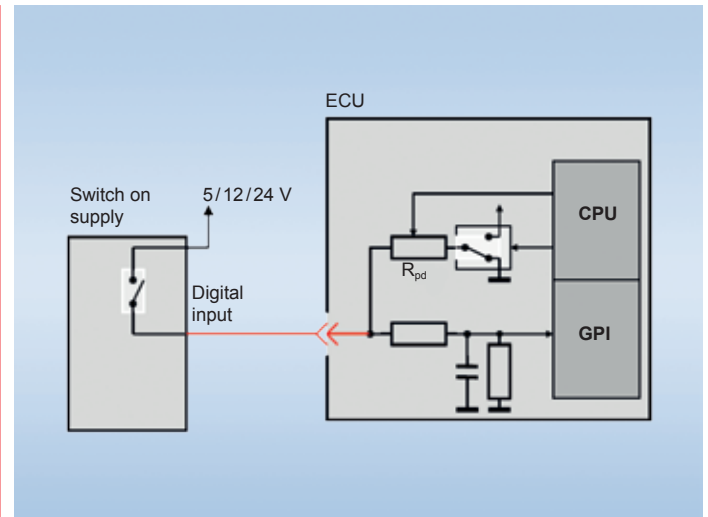 ECU
Switch on
supply
5/12/24 V
CPU
Rpd
Digital
input
GPI